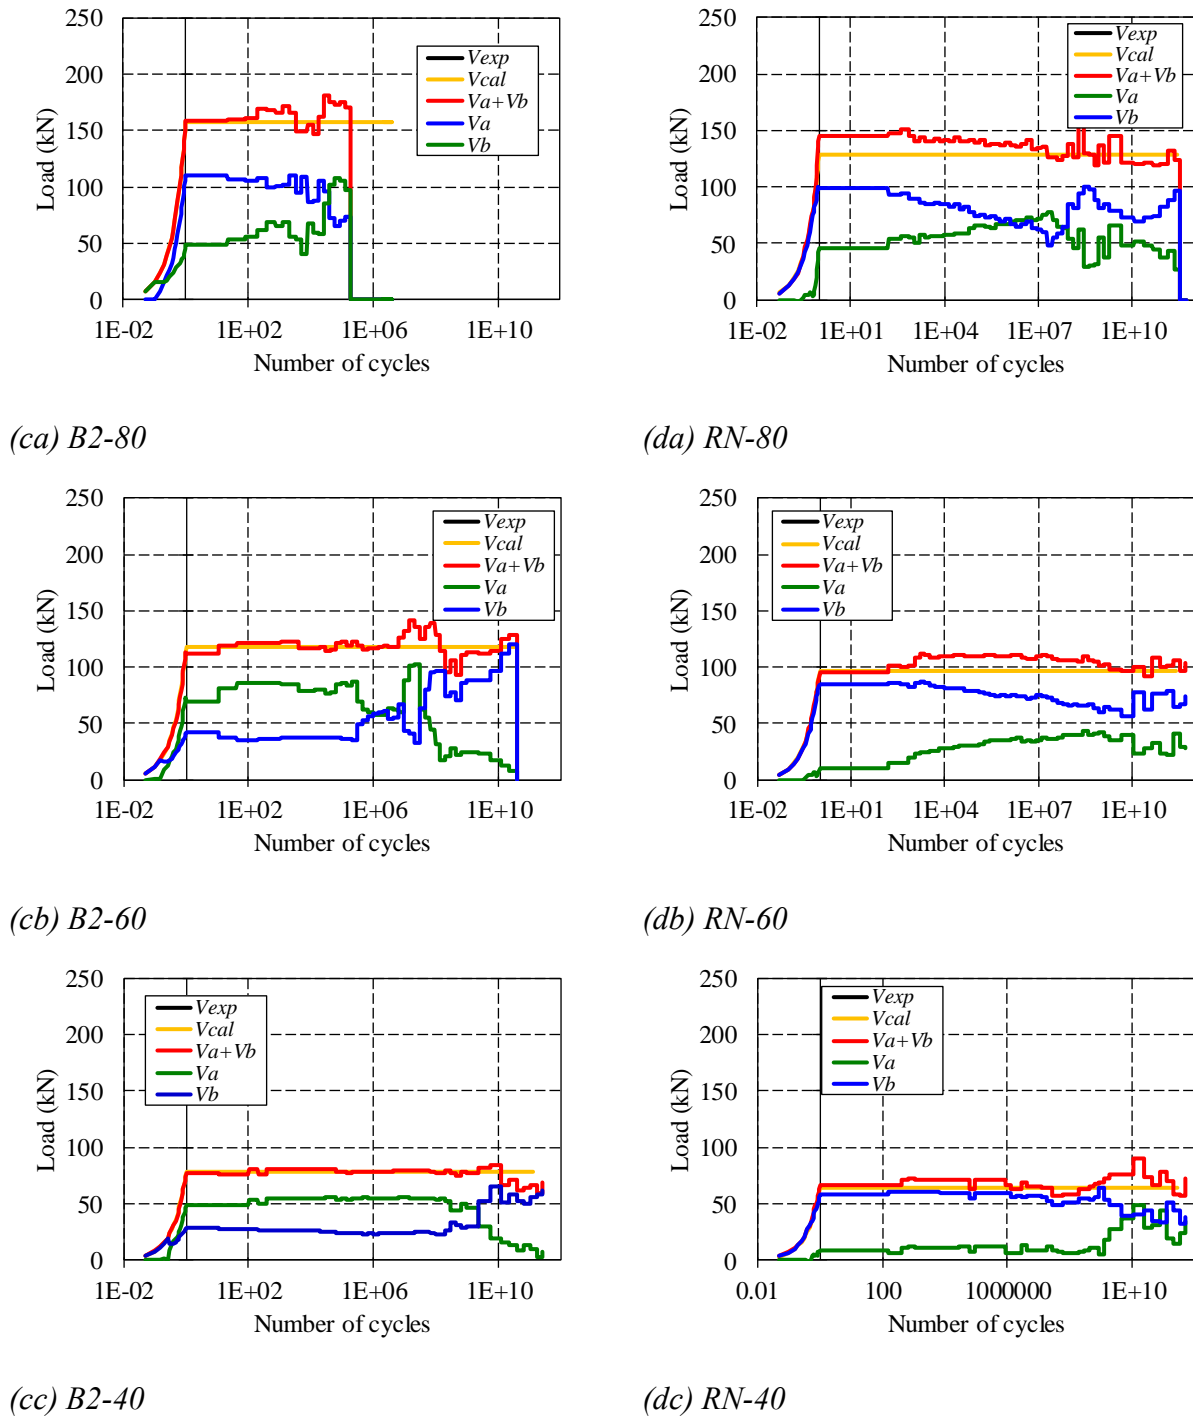 250
200
150
100
50
0
Load (kN)
Vexp
Vcal
Va+Vb
Va
Vb
1E-02 1E+02 1E+06 1E+10
Number of cycles
(ca) B2-80
250
200
150
100
50
0
Load (kN)
Vexp
Vcal
Va+Vb
Va
Vb
1E-02 1E+01 1E+04 1E+07 1E+10
Number of cycles
(da) RN-80
250
200
150
100
50
0
Load (kN)
Vexp
Vcal
Va+Vb
Va
Vb
1E-02 1E+02 1E+06 1E+10
Number of cycles
(cb) B2-60
250
200
150
100
50
0
Load (kN)
Vexp
Vcal
Va+Vb
Va
Vb
1E-02 1E+01 1E+04 1E+07 1E+10
Number of cycles
(db) RN-60
250
200
150
100
50
0
Load (kN)
Vexp
Vcal
Va+Vb
Va
Vb
1E-02 1E+02 1E+06 1E+10
Number of cycles
(cc) B2-40
250
200
150
100
50
0
Load (kN)
Vexp
Vcal
Va+Vb
Va
Vb
0.01 100 1000000 1E+10
Number of cycles
(dc) RN-40